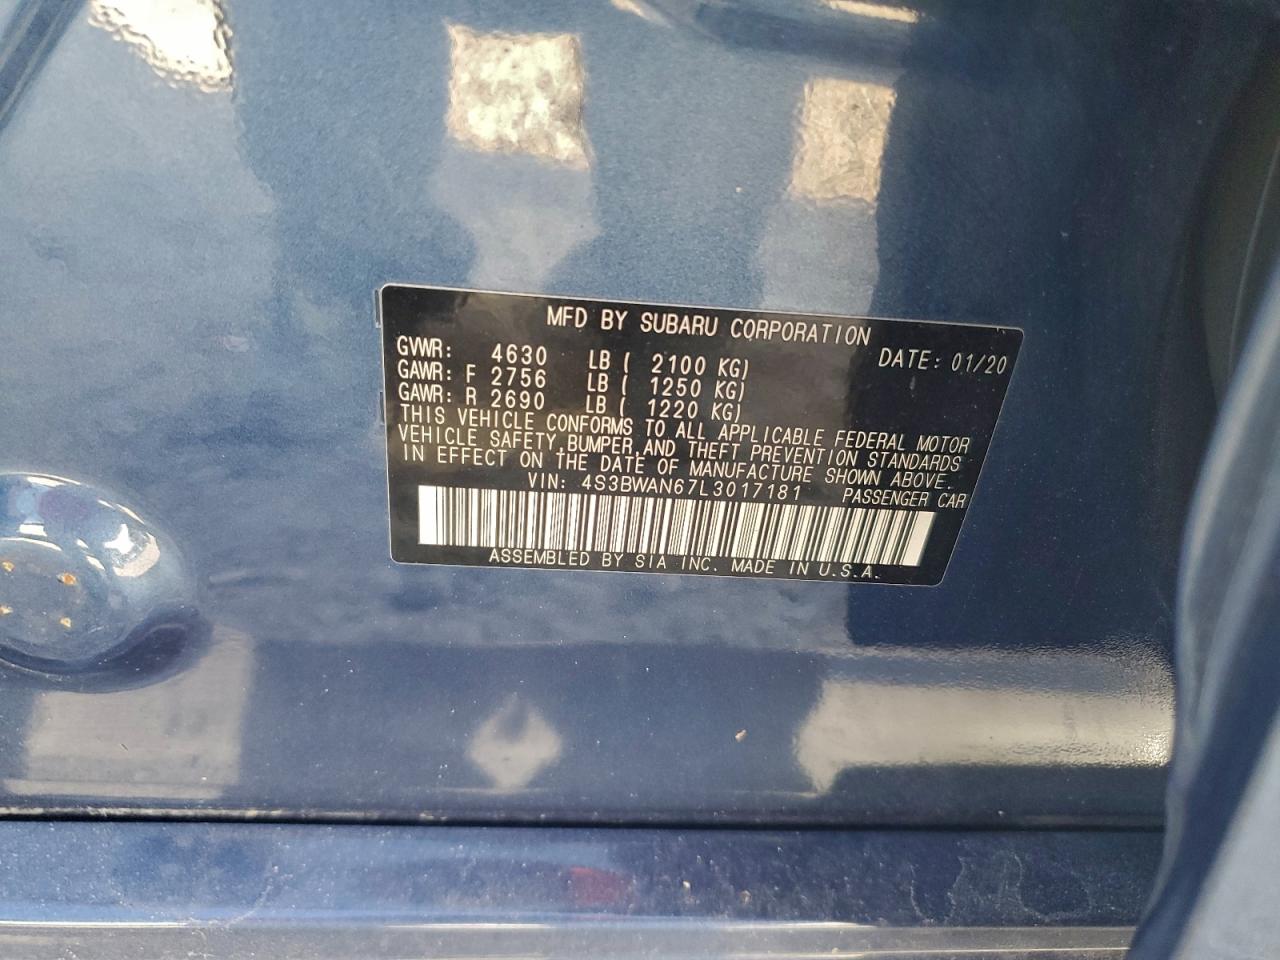 MFD BY SUBARU CORPORATION
GVWR: 4630 LB ( 2100 KG) DATE: 01/20
GAWR: F 2756 LB ( 1250 KG)
GAWR: R 2690 LB ( 1220 KG)
THIS VEHICLE CONFORMS TO ALL APPLICABLE FEDERAL MOTOR
VEHICLE SAFETY,BUMPER,AND THEFT PREVENTION STANDARDS
IN EFFECT ON THE DATE OF MANUFACTURE SHOWN ABOVE.
VIN: 4S3BWAN67L3017181 PASSENGER CAR
ASSEMBLED BY SIA INC. MADE IN U.S.A.